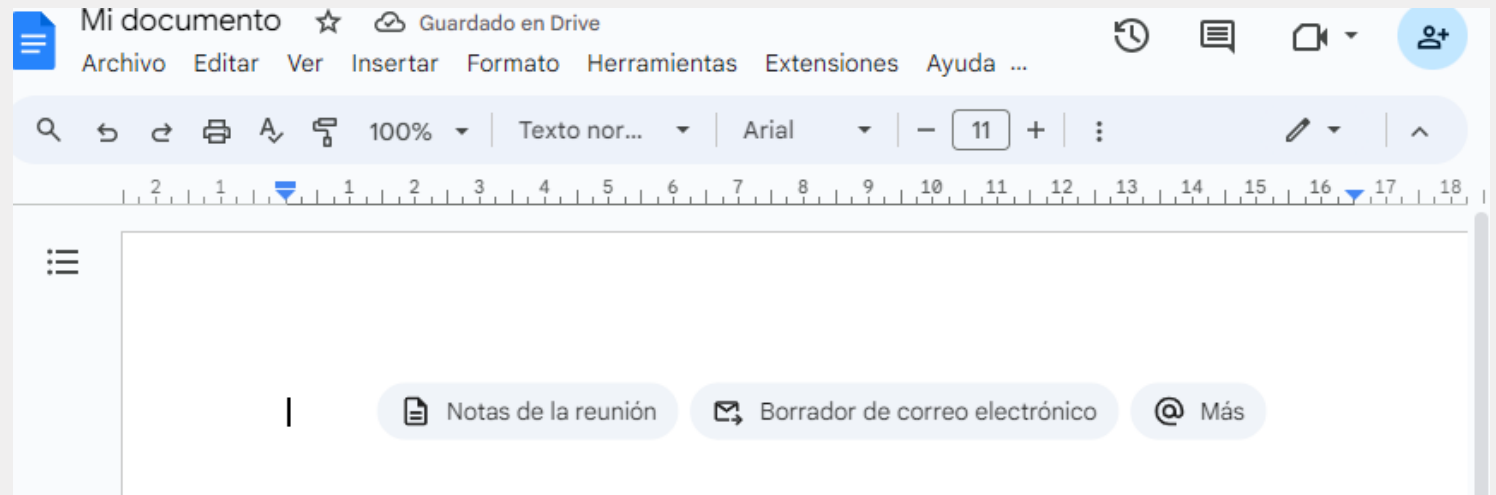 Mi documento Guardado en Drive
Archivo Editar Ver Insertar Formato Herramientas Extensiones Ayuda ...
100% Texto nor... Arial − 11 +
2 1 1 2 3 4 5 6 7 8 9 10 11 12 13 14 15 16 17 18
Notas de la reunión Borrador de correo electrónico @ Más